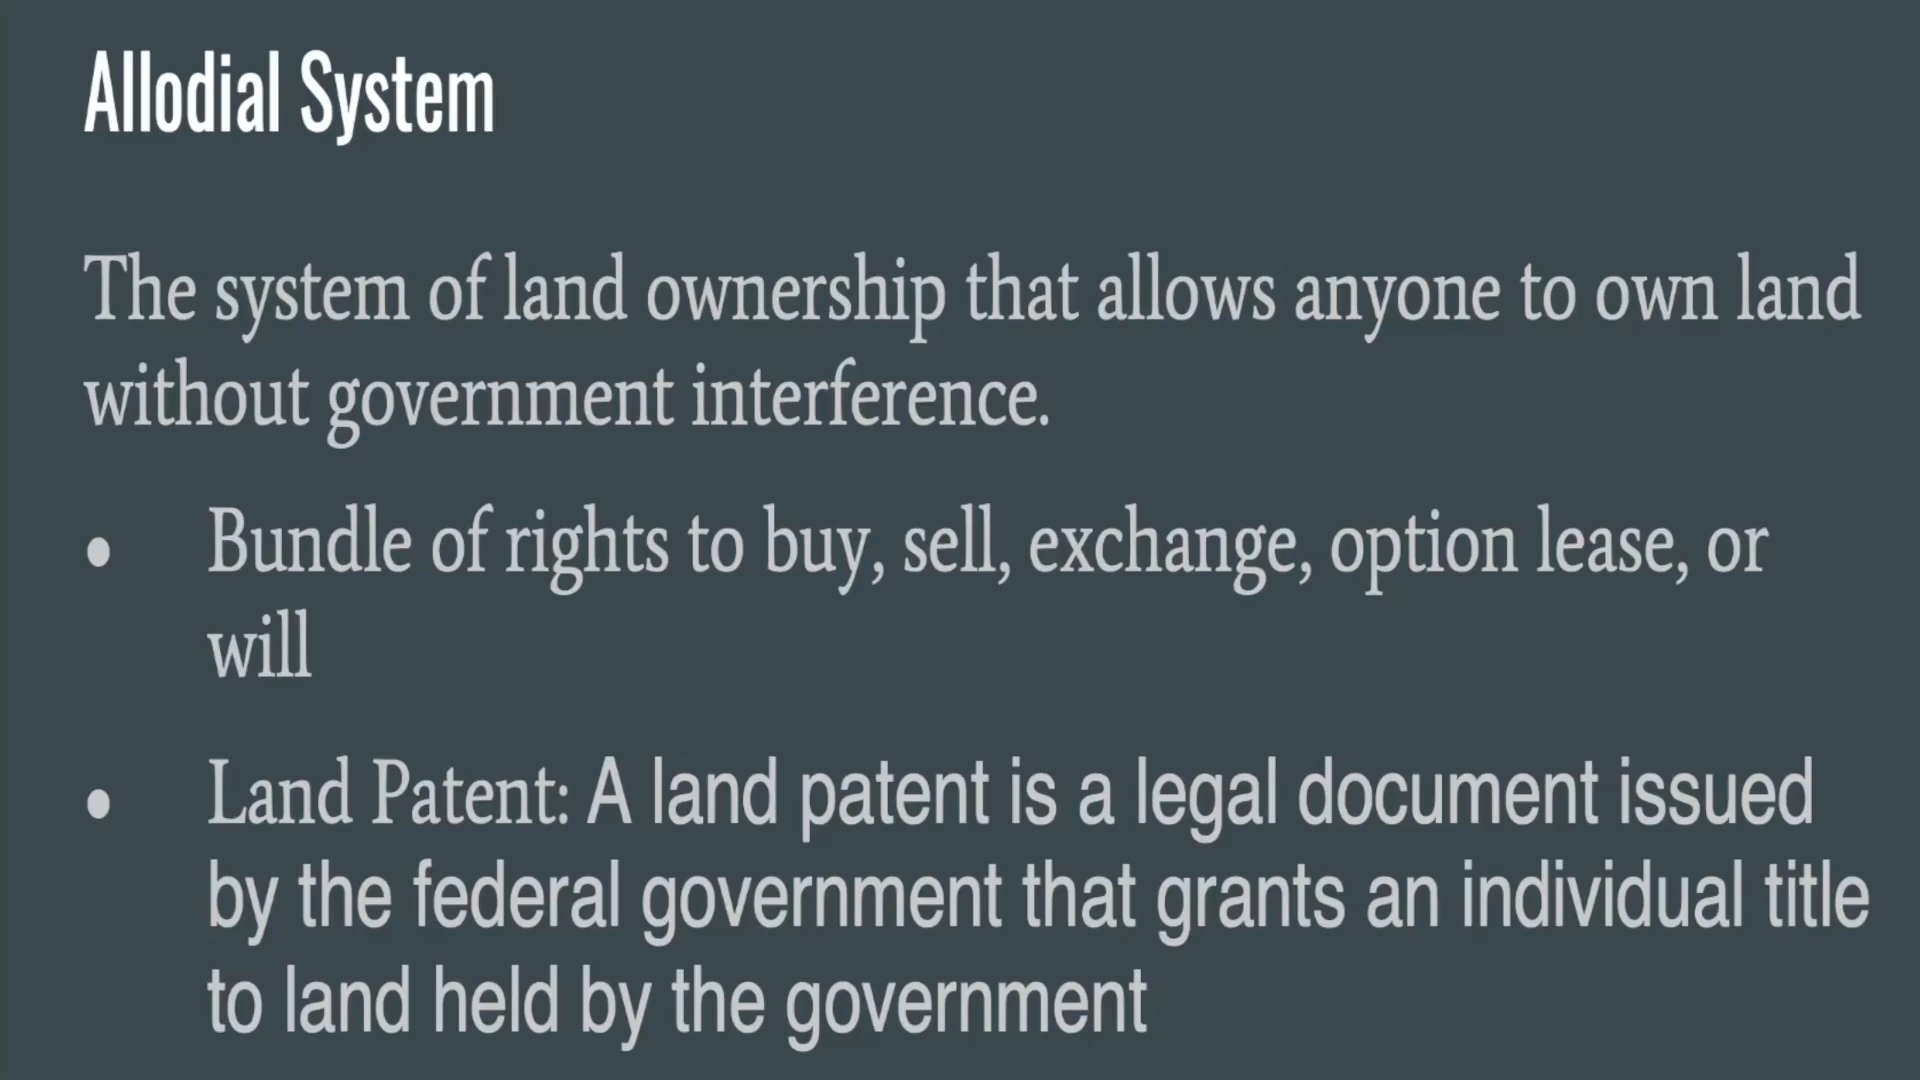 Allodial System
The system of land ownership that allows anyone to own land
without government interference.
• Bundle of rights to buy, sell, exchange, option lease, or
will
• Land Patent: A land patent is a legal document issued
by the federal government that grants an individual title
to land held by the government